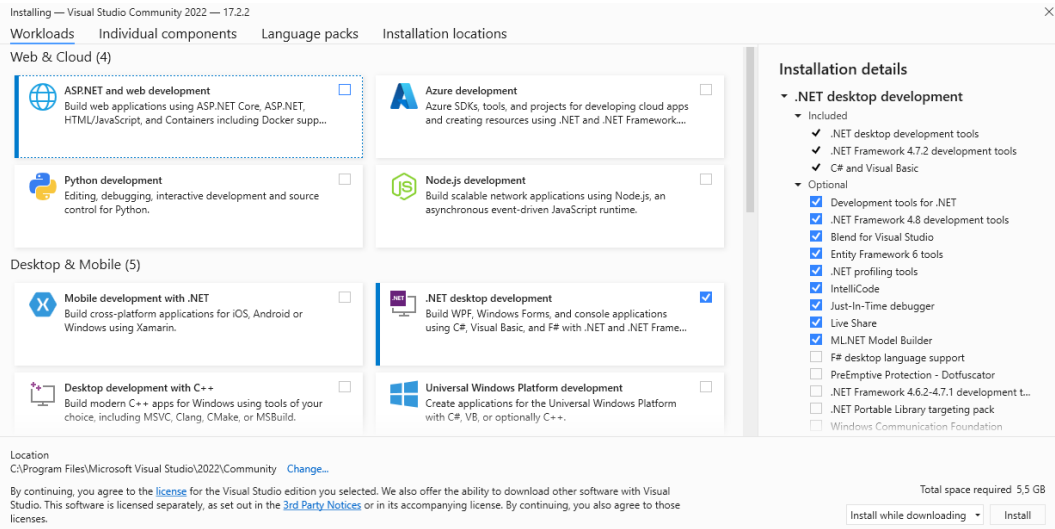 Installing — Visual Studio Community 2022 — 17.2.2
Workloads
Individual components
Language packs
Installation locations
Web & Cloud (4)
ASP.NET and web development
Build web applications using ASP.NET Core, ASP.NET,
HTML/JavaScript, and Containers including Docker supp...
Azure development
Azure SDKs, tools, and projects for developing cloud apps
and creating resources using .NET and .NET Framework....
Python development
Editing, debugging, interactive development and source
control for Python.
Node.js development
Build scalable network applications using Node.js, an
asynchronous event-driven JavaScript runtime.
Desktop & Mobile (5)
Mobile development with .NET
Build cross-platform applications for iOS, Android or
Windows using Xamarin.
.NET
.NET desktop development
Build WPF, Windows Forms, and console applications
using C#, Visual Basic, and F# with .NET and .NET Frame...
Desktop development with C++
Build modern C++ apps for Windows using tools of your
choice, including MSVC, Clang, CMake, or MSBuild.
Universal Windows Platform development
Create applications for the Universal Windows Platform
with C#, VB, or optionally C++.
Installation details
.NET desktop development
Included
.NET desktop development tools
.NET Framework 4.7.2 development tools
C# and Visual Basic
Optional
Development tools for .NET
.NET Framework 4.8 development tools
Blend for Visual Studio
Entity Framework 6 tools
.NET profiling tools
IntelliCode
Just-In-Time debugger
Live Share
ML.NET Model Builder
F# desktop language support
PreEmptive Protection - Dotfuscator
.NET Framework 4.6.2-4.7.1 development t...
.NET Portable Library targeting pack
Windows Communication Foundation
Location
C:\Program Files\Microsoft Visual Studio\2022\Community Change...
By continuing, you agree to the license for the Visual Studio edition you selected. We also offer the ability to download other software with Visual
Studio. This software is licensed separately, as set out in the 3rd Party Notices or in its accompanying license. By continuing, you also agree to those
licenses.
Total space required 5,5 GB
Install while downloading
Install